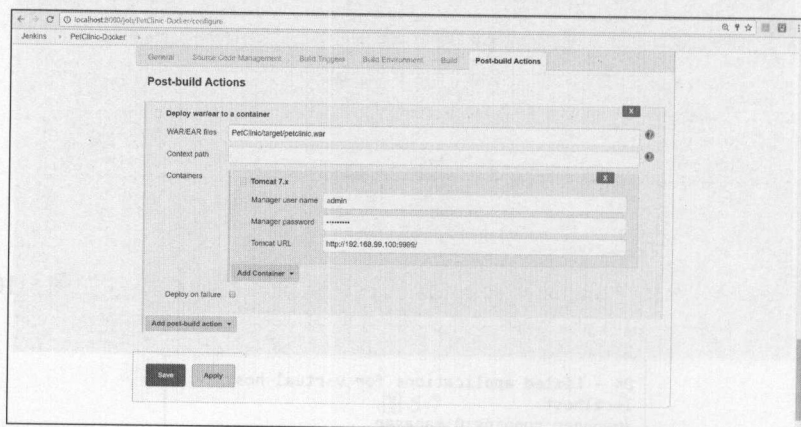 localhost:8080/job/PetClinic-Docker/configure
Jenkins › PetClinic-Docker ›
General Source Code Management Build Triggers Build Environment Build Post-build Actions
Post-build Actions
Deploy war/ear to a container X
WAR/EAR files PetClinic/target/petclinic.war
Context path
Containers Tomcat 7.x X
Manager user name admin
Manager password •••••••••
Tomcat URL http://192.168.99.100:9999/
Add Container
Deploy on failure
Add post-build action
Save Apply